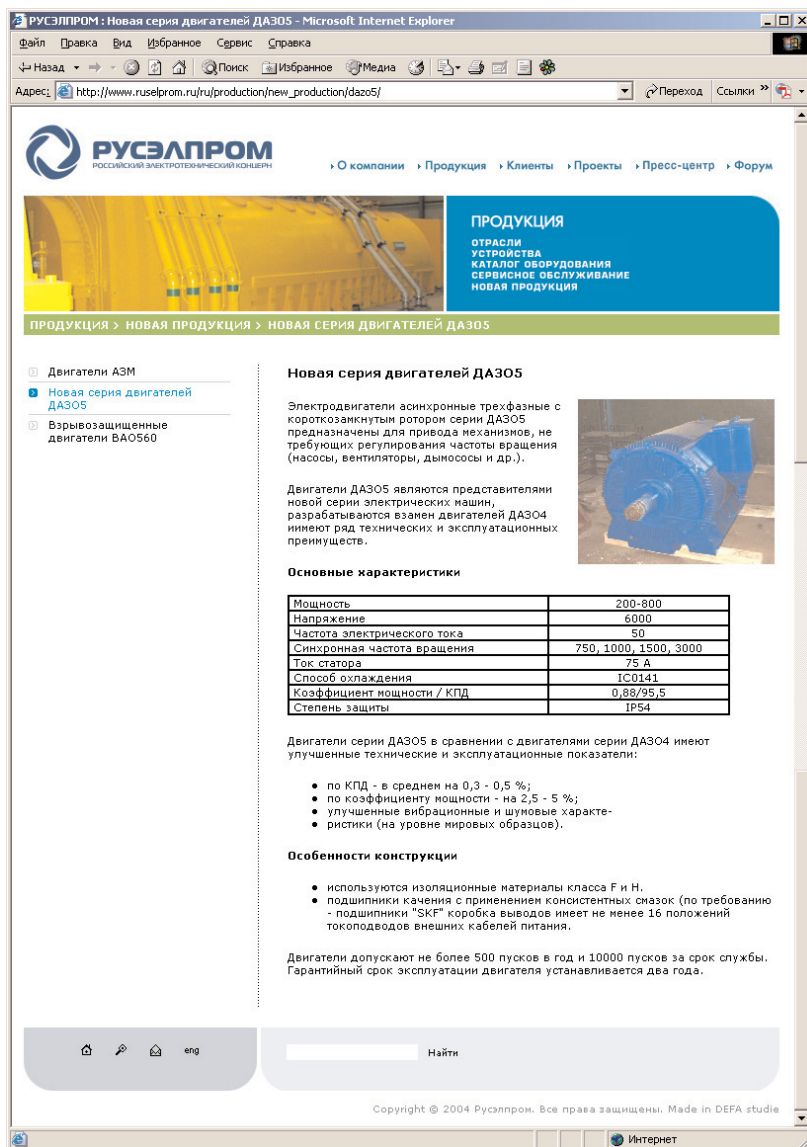 РУСЭЛПРОМ : Новая серия двигателей ДАЗО5 - Microsoft Internet Explorer
Файл Правка Вид Избранное Сервис Справка
Назад Поиск Избранное Медиа
Адрес: http://www.ruselprom.ru/ru/production/new_production/dazo5/ Переход Ссылки »
РУСЭЛПРОМ
РОССИЙСКИЙ ЭЛЕКТРОТЕХНИЧЕСКИЙ КОНЦЕРН
О компании Продукция Клиенты Проекты Пресс-центр Форум
ПРОДУКЦИЯ
ОТРАСЛИ
УСТРОЙСТВА
КАТАЛОГ ОБОРУДОВАНИЯ
СЕРВИСНОЕ ОБСЛУЖИВАНИЕ
НОВАЯ ПРОДУКЦИЯ
ПРОДУКЦИЯ > НОВАЯ ПРОДУКЦИЯ > НОВАЯ СЕРИЯ ДВИГАТЕЛЕЙ ДАЗО5
Двигатели АЗМ
Новая серия двигателей
ДАЗО5
Взрывозащищенные
двигатели ВАО560
Новая серия двигателей ДАЗО5
Электродвигатели асинхронные трехфазные с
короткозамкнутым ротором серии ДАЗО5
предназначены для привода механизмов, не
требующих регулирования частоты вращения
(насосы, вентиляторы, дымососы и др.).
Двигатели ДАЗО5 являются представителями
новой серии электрических машин,
разрабатываются взамен двигателей ДАЗО4
иимеют ряд технических и эксплуатационных
преимуществ.
Основные характеристики
Мощность 200-800
Напряжение 6000
Частота электрического тока 50
Синхронная частота вращения 750, 1000, 1500, 3000
Ток статора 75 А
Способ охлаждения IC0141
Коэффициент мощности / КПД 0,88/95,5
Степень защиты IP54
Двигатели серии ДАЗО5 в сравнении с двигателями серии ДАЗО4 имеют
улучшенные технические и эксплуатационные показатели:
● по КПД - в среднем на 0,3 - 0,5 %;
● по коэффициенту мощности - на 2,5 - 5 %;
● улучшенные вибрационные и шумовые характе-
● ристики (на уровне мировых образцов).
Особенности конструкции
● используются изоляционные материалы класса F и H.
● подшипники качения с применением консистентных смазок (по требованию
- подшипники "SKF" коробка выводов имеет не менее 16 положений
токоподводов внешних кабелей питания.
Двигатели допускают не более 500 пусков в год и 10000 пусков за срок службы.
Гарантийный срок эксплуатации двигателя устанавливается два года.
eng Найти
Copyright © 2004 Русэлпром. Все права защищены. Made in DEFA studie
Интернет